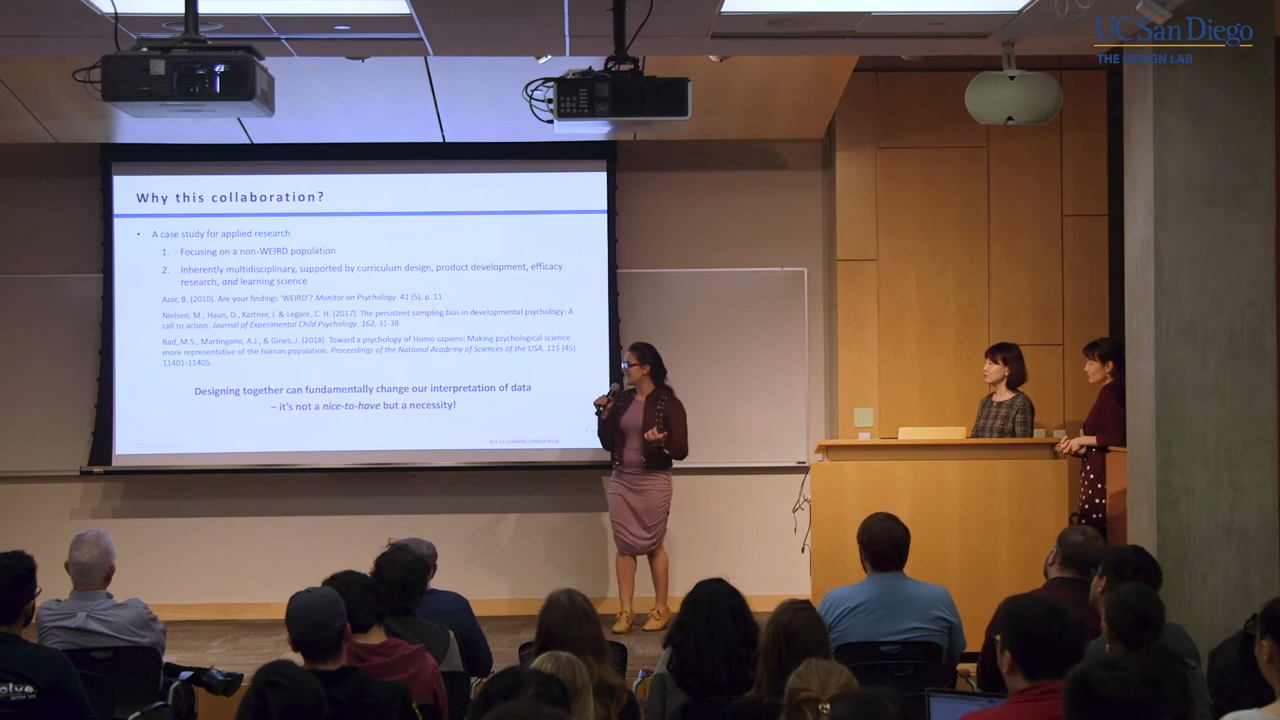 UC San Diego
THE DESIGN LAB
Why this collaboration?
• A case study for applied research
1. Focusing on a non-WEIRD population
2. Inherently multidisciplinary, supported by curriculum design, product development, efficacy
research, and learning science
Azar, B. (2010). Are your findings 'WEIRD'? Monitor on Psychology. 41 (5), p. 11.
Nielsen, M., Haun, D., Kärtner, J. & Legare, C. H. (2017). The persistent sampling bias in developmental psychology: A
call to action. Journal of Experimental Child Psychology. 162, 31-38.
Rad, M.S., Martingano, A.J., & Ginges, J. (2018). Toward a psychology of Homo sapiens: Making psychological science
more representative of the human population. Proceedings of the National Academy of Sciences of the USA. 115 (45)
11401-11405.
Designing together can fundamentally change our interpretation of data
– it's not a nice-to-have but a necessity!